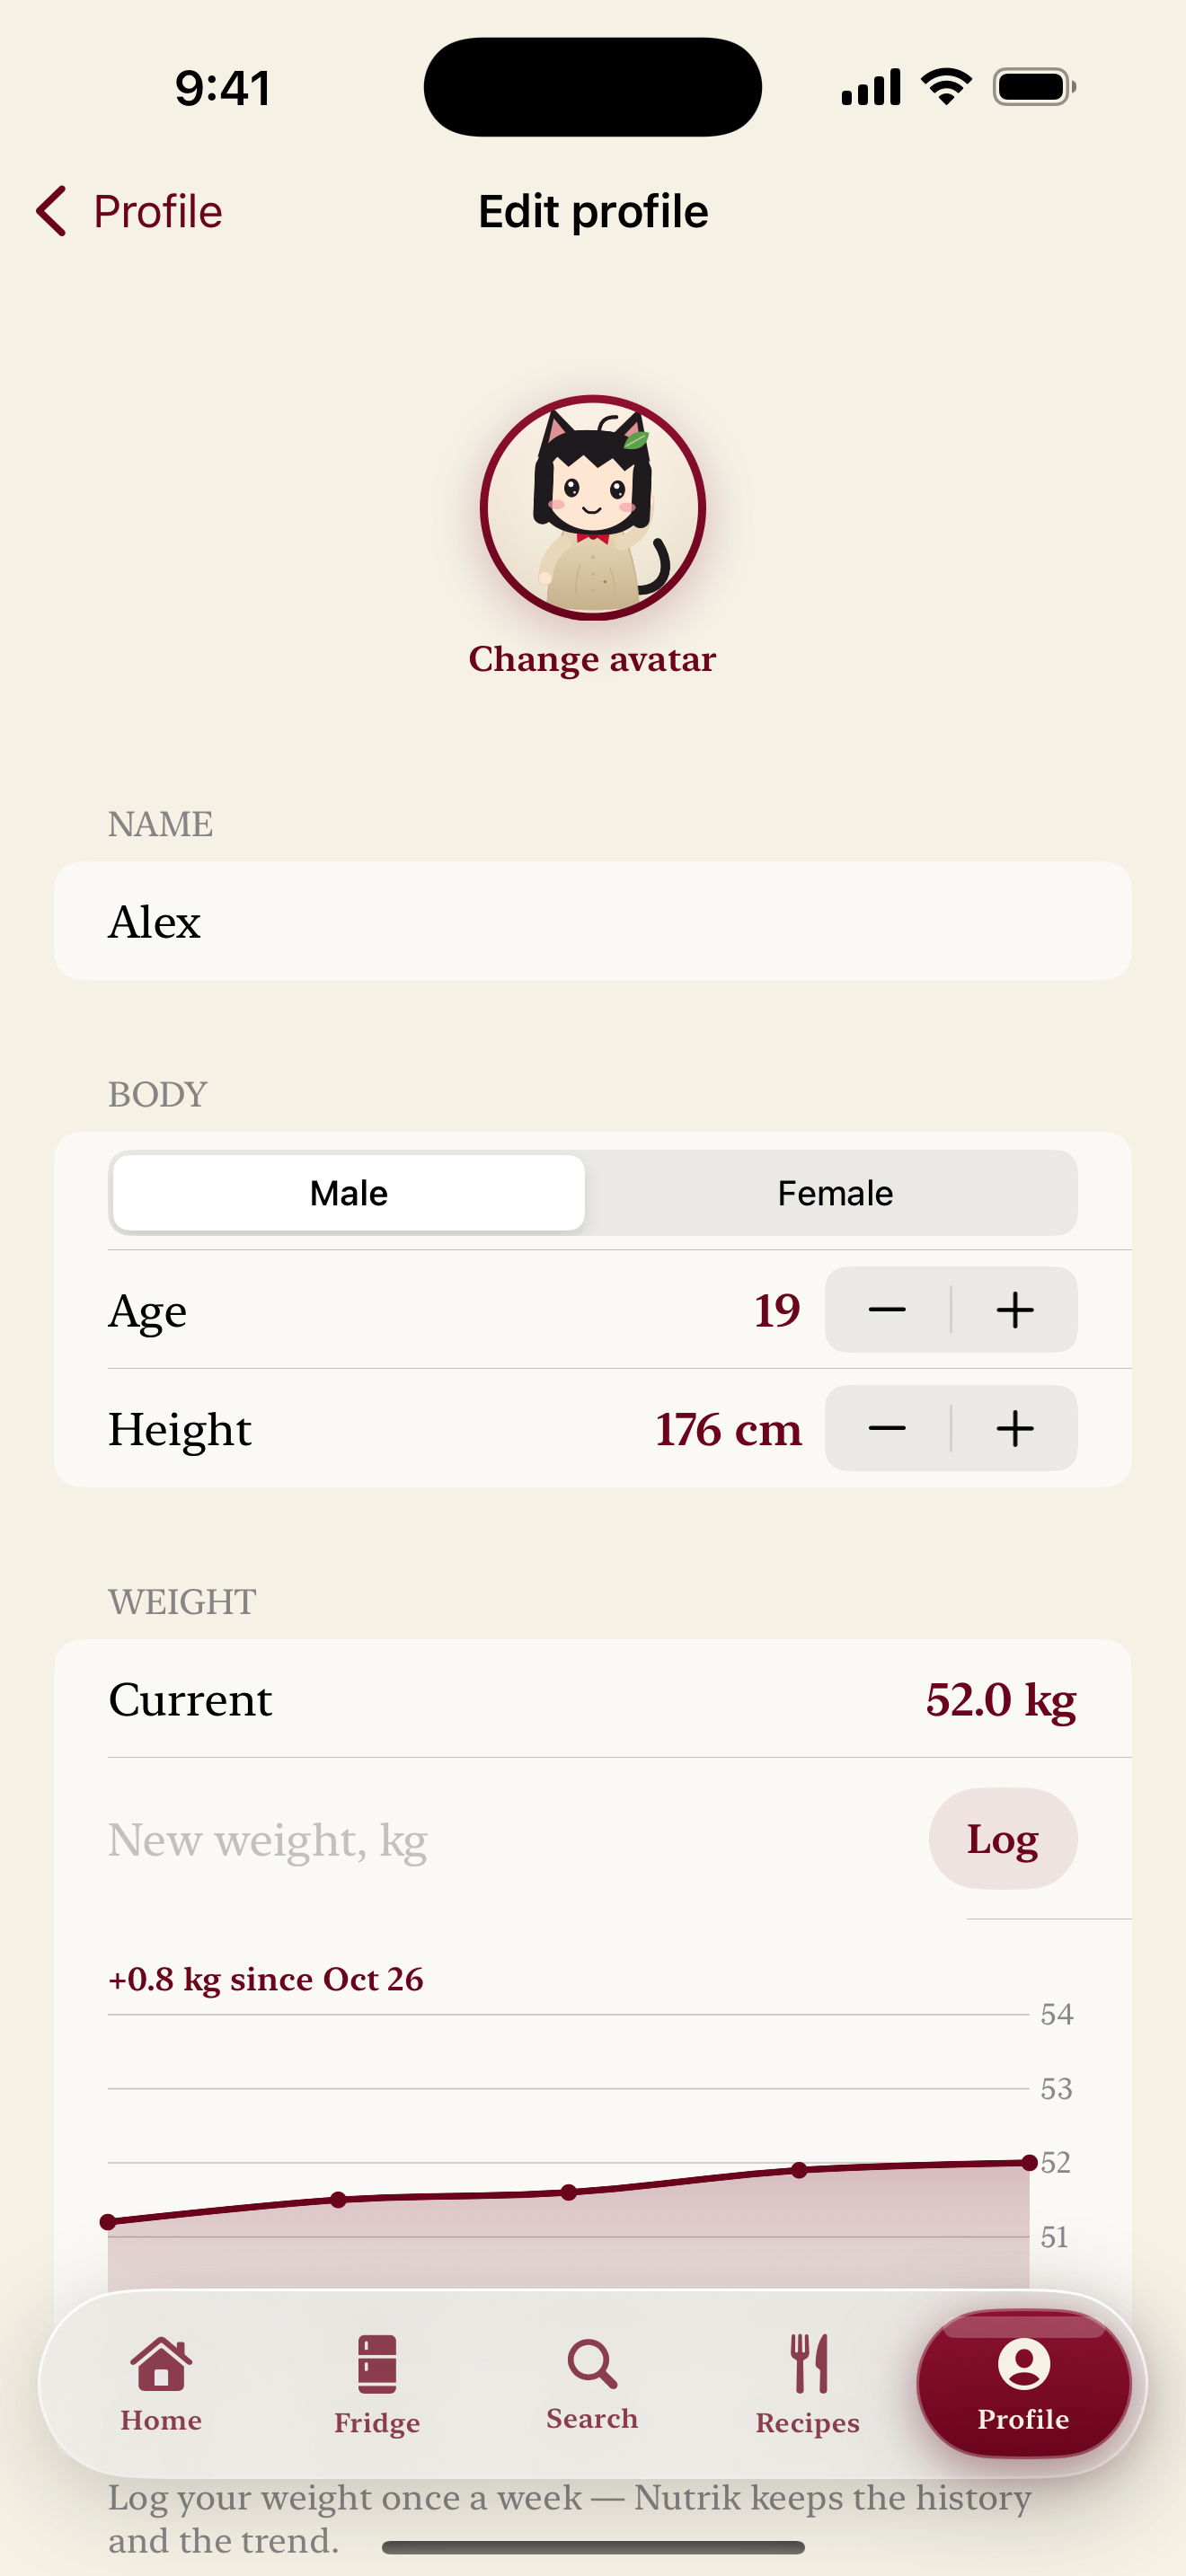 9:41
Profile
Edit profile
Change avatar
NAME
Alex
BODY
Male
Female
Age
19
Height
176 cm
WEIGHT
Current
52.0 kg
New weight, kg
Log
+0.8 kg since Oct 26
54
53
52
51
Home
Fridge
Search
Recipes
Profile
Log your weight once a week — Nutrik keeps the history
and the trend.